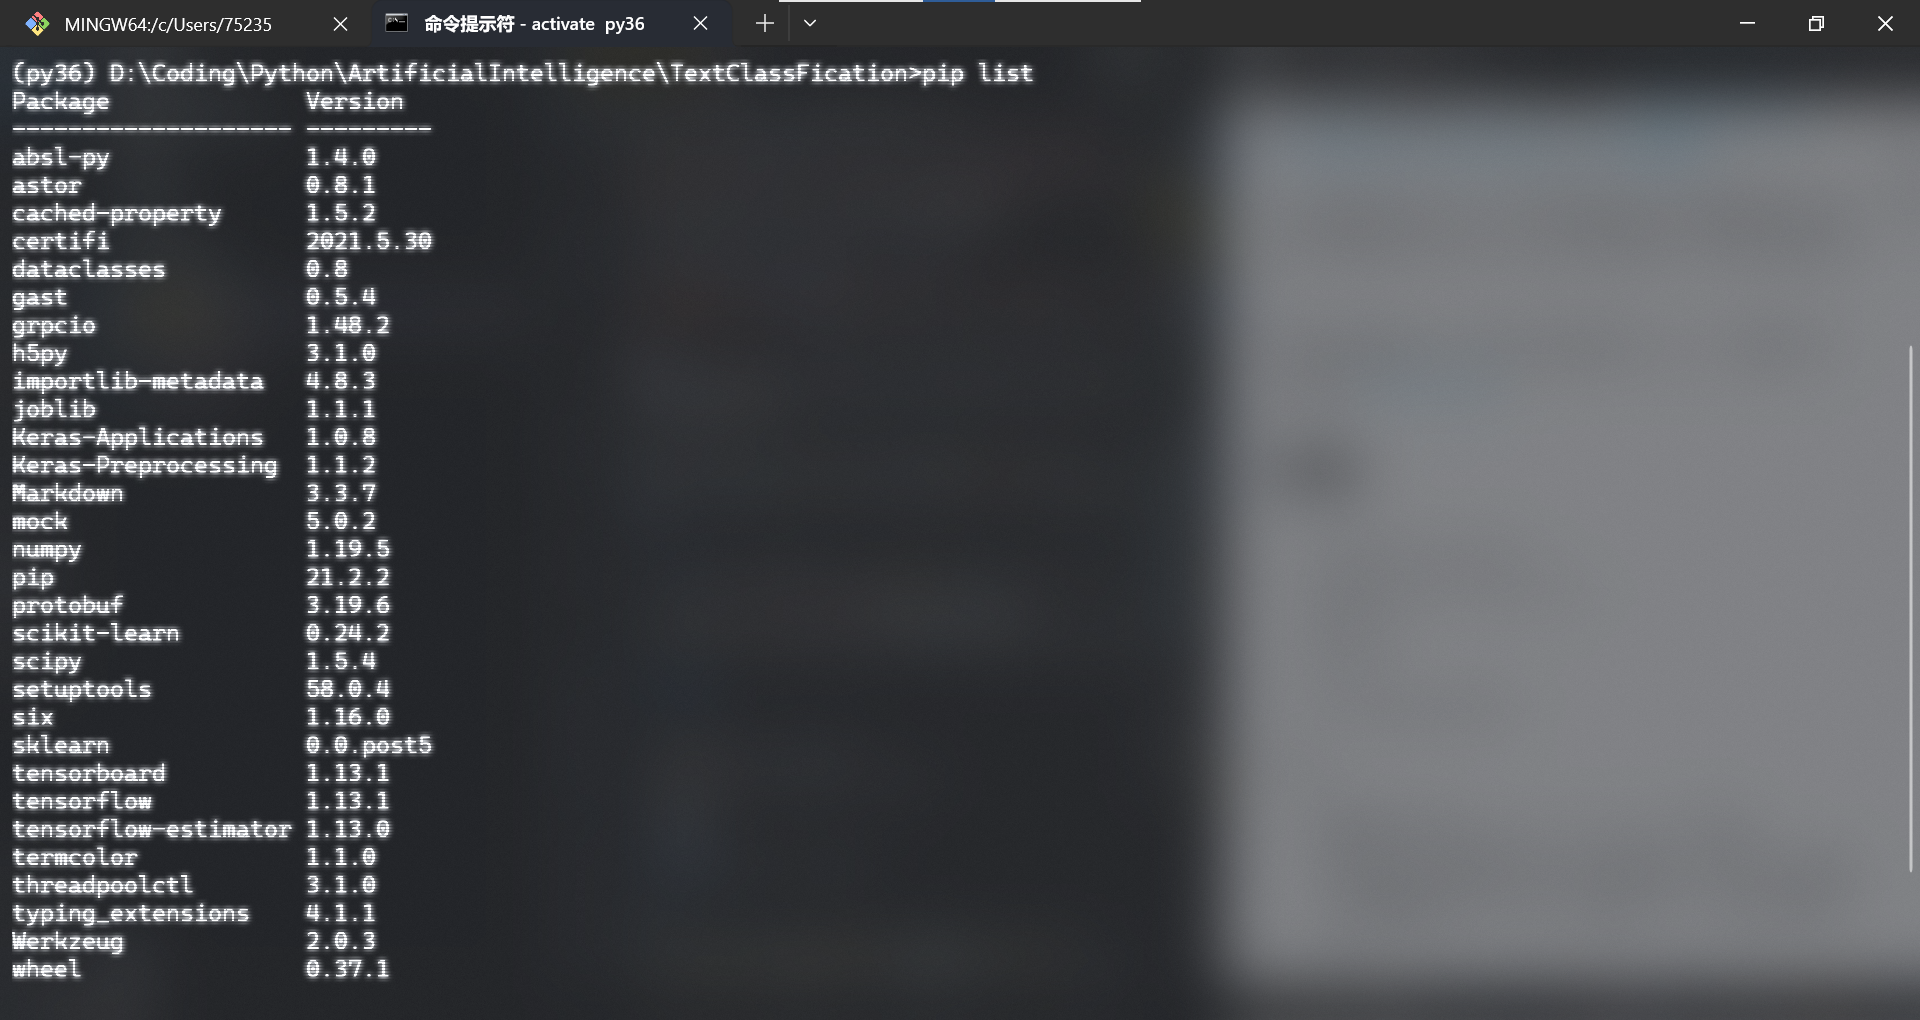 MINGW64:/c/Users/75235
命令提示符 - activate py36
(py36) D:\Coding\Python\ArtificialIntelligence\TextClassFication>pip list
Package Version
-------------------- ---------
absl-py 1.4.0
astor 0.8.1
cached-property 1.5.2
certifi 2021.5.30
dataclasses 0.8
gast 0.5.4
grpcio 1.48.2
h5py 3.1.0
importlib-metadata 4.8.3
joblib 1.1.1
Keras-Applications 1.0.8
Keras-Preprocessing 1.1.2
Markdown 3.3.7
mock 5.0.2
numpy 1.19.5
pip 21.2.2
protobuf 3.19.6
scikit-learn 0.24.2
scipy 1.5.4
setuptools 58.0.4
six 1.16.0
sklearn 0.0.post5
tensorboard 1.13.1
tensorflow 1.13.1
tensorflow-estimator 1.13.0
termcolor 1.1.0
threadpoolctl 3.1.0
typing_extensions 4.1.1
Werkzeug 2.0.3
wheel 0.37.1